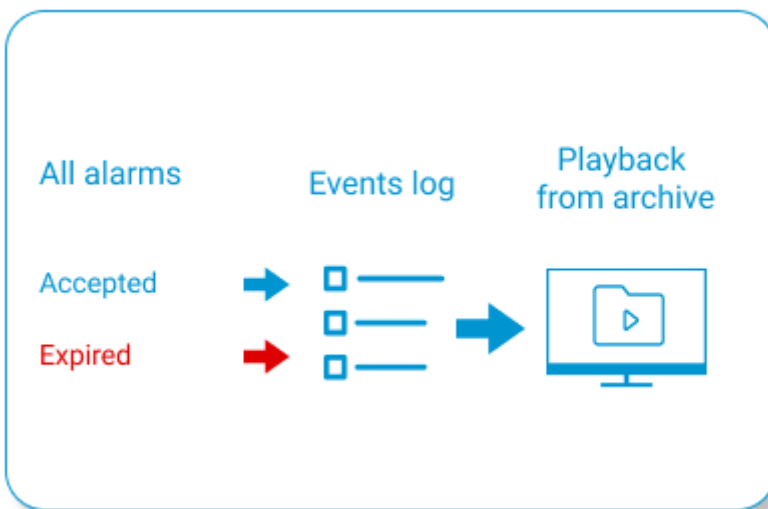 All alarms
Accepted
Expired
Events log
Playback
from archive